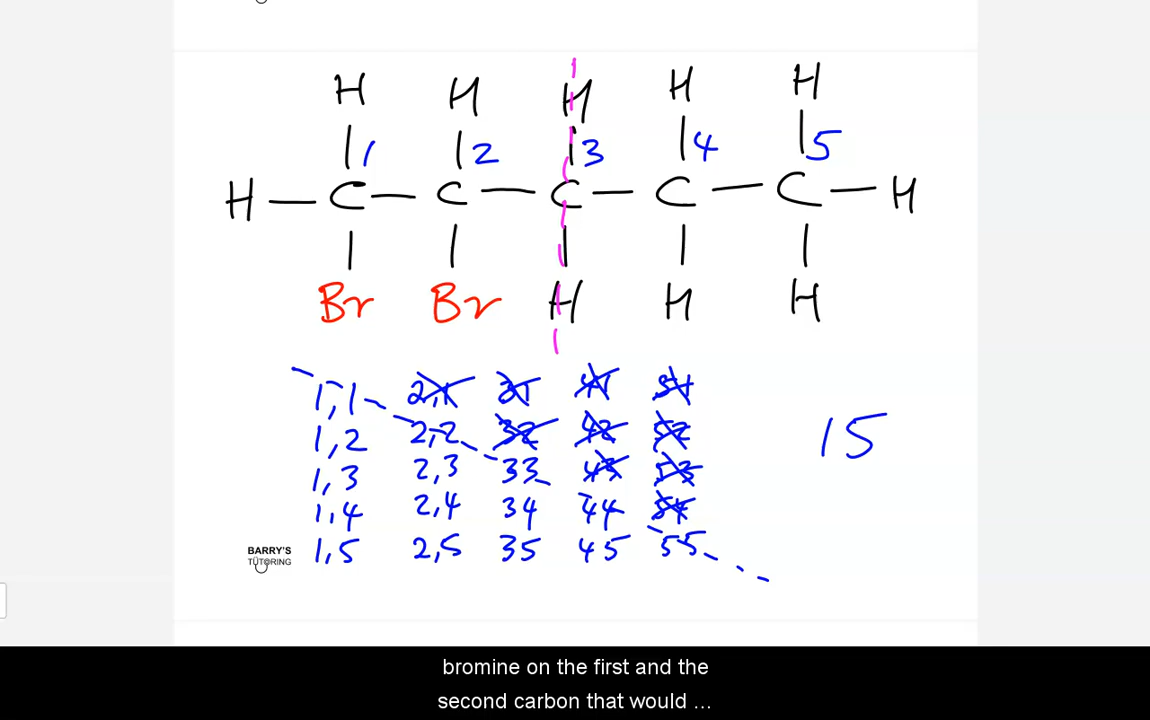 H H H H H
1 2 3 4 5
H C C C C C H
Br Br H H H
1,1 2,1 31 41 51
1,2 2,2 32 42 52 15
1,3 2,3 33 43 53
1,4 2,4 34 44 54
1,5 2,5 35 45 55
BARRY'S
TUTORING
bromine on the first and the
second carbon that would ...